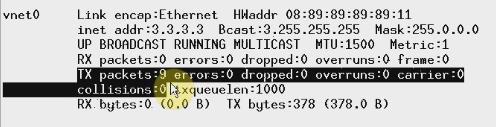 vnet0 Link encap:Ethernet HWaddr 08:89:89:89:89:11
inet addr:3.3.3.3 Bcast:3.255.255.255 Mask:255.0.0.0
UP BROADCAST RUNNING MULTICAST MTU:1500 Metric:1
RX packets:0 errors:0 dropped:0 overruns:0 frame:0
TX packets:9 errors:0 dropped:0 overruns:0 carrier:0
collisions:0 txqueuelen:1000
RX bytes:0 (0.0 B) TX bytes:378 (378.0 B)